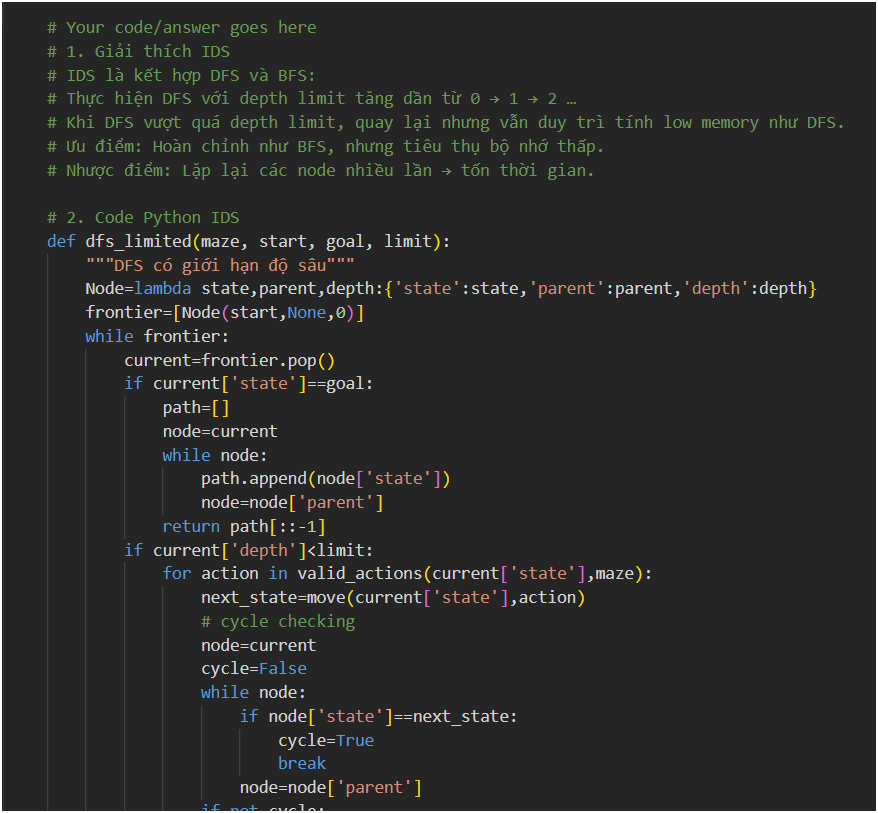 # Your code/answer goes here
# 1. Giải thích IDS
# IDS là kết hợp DFS và BFS:
# Thực hiện DFS với depth limit tăng dần từ 0 → 1 → 2 …
# Khi DFS vượt quá depth limit, quay lại nhưng vẫn duy trì tính low memory như DFS.
# Ưu điểm: Hoàn chỉnh như BFS, nhưng tiêu thụ bộ nhớ thấp.
# Nhược điểm: Lặp lại các node nhiều lần → tốn thời gian.

# 2. Code Python IDS
def dfs_limited(maze, start, goal, limit):
    """DFS có giới hạn độ sâu"""
    Node=lambda state,parent,depth:{'state':state,'parent':parent,'depth':depth}
    frontier=[Node(start,None,0)]
    while frontier:
        current=frontier.pop()
        if current['state']==goal:
            path=[]
            node=current
            while node:
                path.append(node['state'])
                node=node['parent']
            return path[::-1]
        if current['depth']<limit:
            for action in valid_actions(current['state'],maze):
                next_state=move(current['state'],action)
                # cycle checking
                node=current
                cycle=False
                while node:
                    if node['state']==next_state:
                        cycle=True
                        break
                    node=node['parent']
                if not cycle: